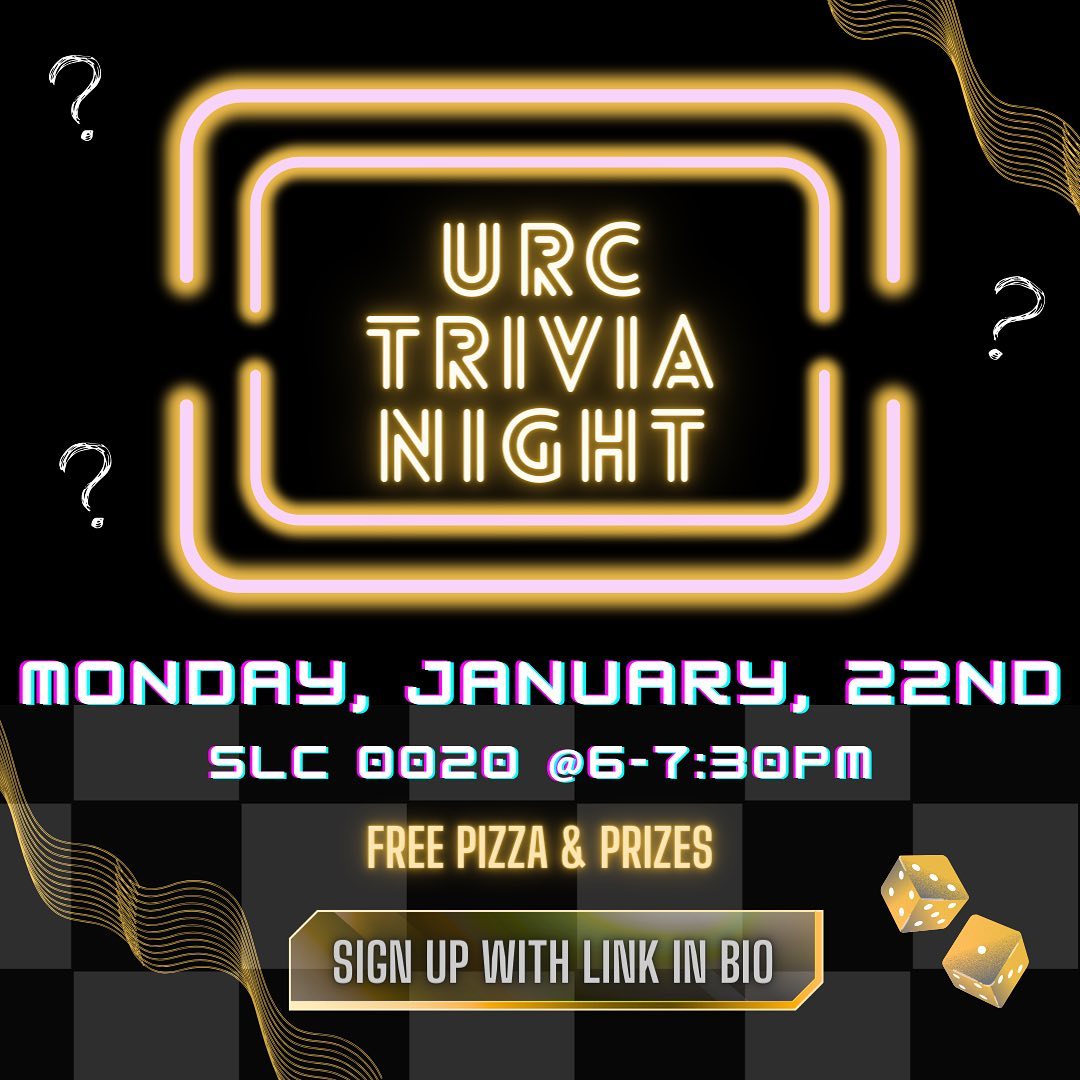 URC
TRIVIA
NIGHT
MONDAY, JANUARY, 22ND
SLC 0020 @6-7:30PM
FREE PIZZA & PRIZES
SIGN UP WITH LINK IN BIO